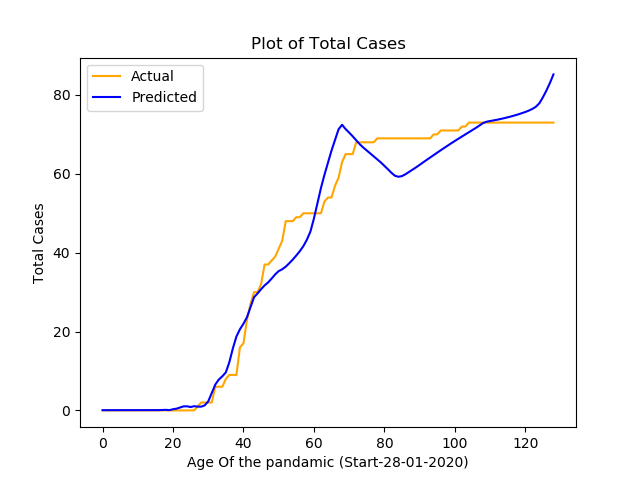 Plot of Total Cases
Actual
Predicted
80
60
40
20
0
Total Cases
0 20 40 60 80 100 120
Age Of the pandamic (Start-28-01-2020)